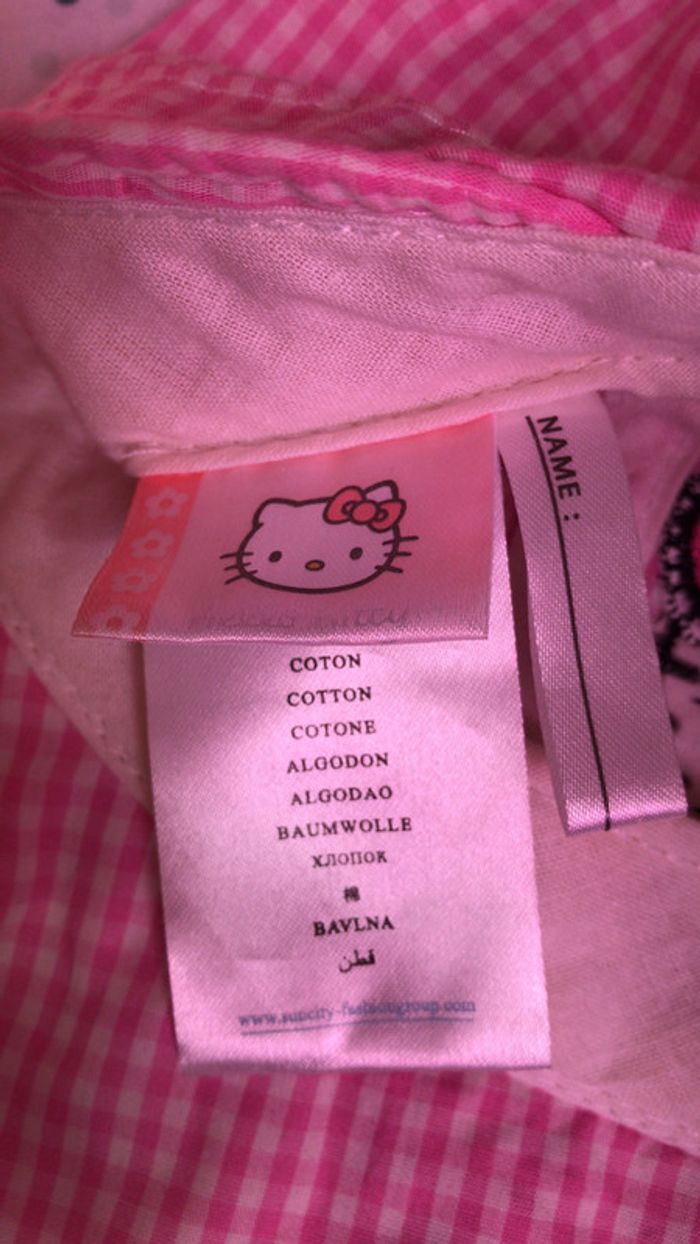 NAME :
COTON
COTTON
COTONE
ALGODON
ALGODAO
BAUMWOLLE
ХЛОПОК
棉
BAVLNA
قطن
www.suncity-fashiongroup.com